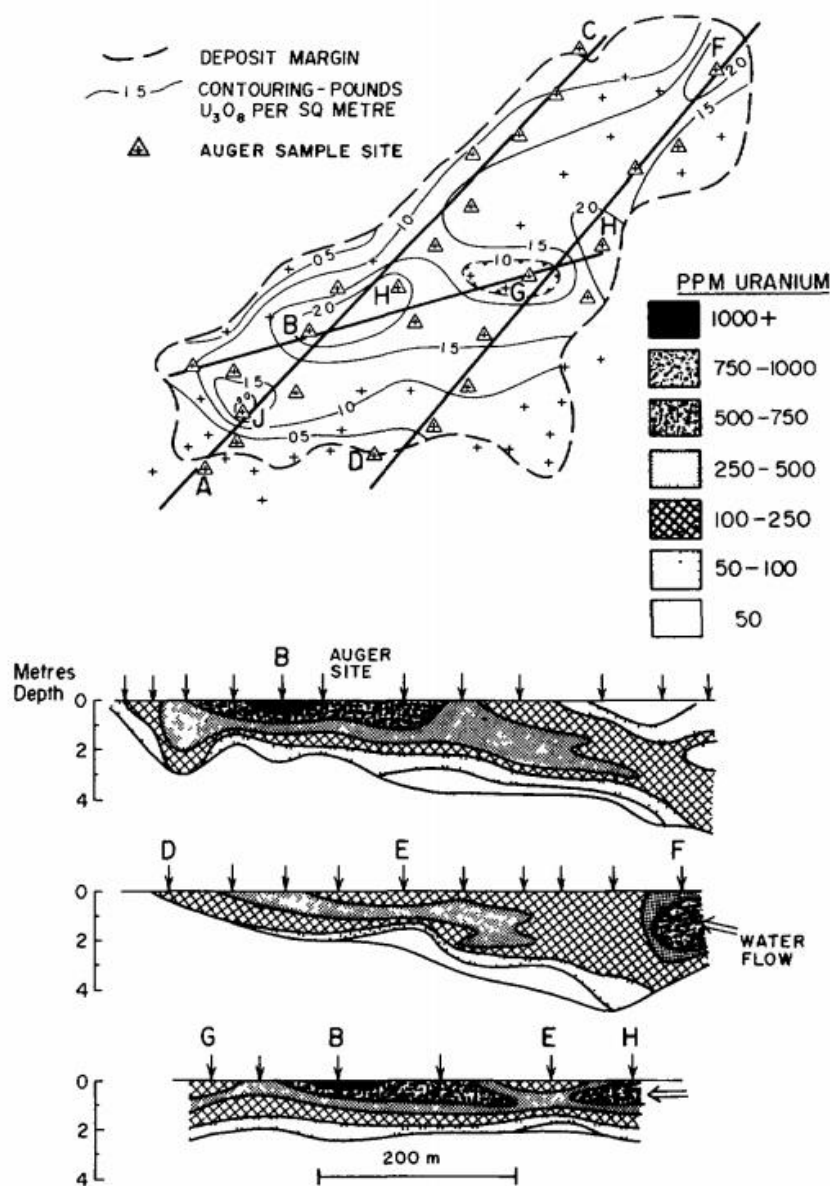 DEPOSIT MARGIN
15
CONTOURING-POUNDS
U₃O₈ PER SQ METRE
AUGER SAMPLE SITE
C
F
20
15
10
05
20
H
15
10
G
20
H
B
15
15
J
10
05
D
A
PPM URANIUM
1000+
750-1000
500-750
250-500
100-250
50-100
50
Metres
Depth
B
AUGER
SITE
0
2
4
D
E
F
0
2
4
WATER
FLOW
G
B
E
H
0
2
4
200 m